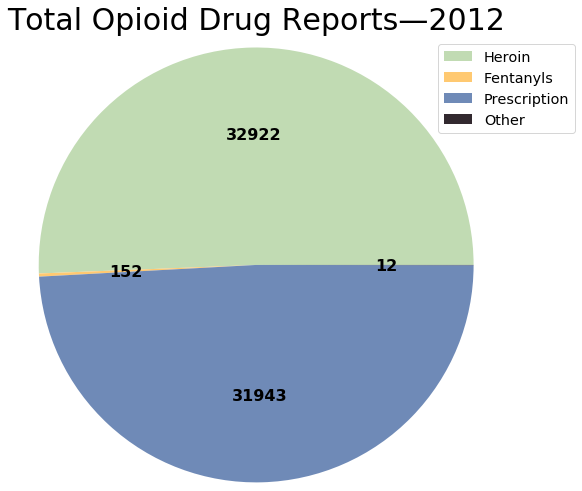 Total Opioid Drug Reports—2012
Heroin
Fentanyls
Prescription
Other
32922
152
12
31943